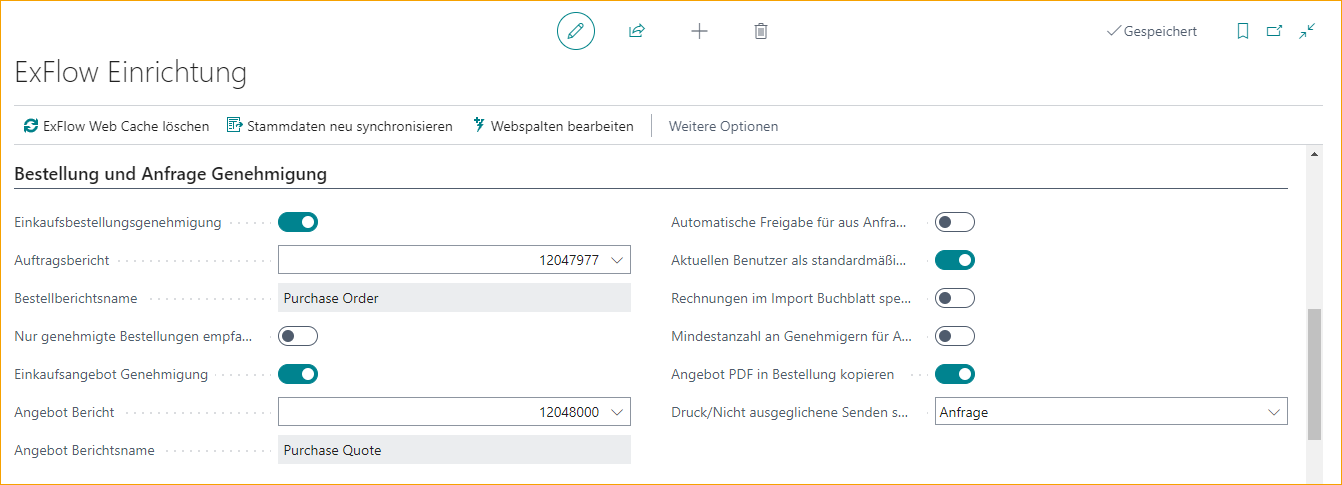 Gespeichert
ExFlow Einrichtung
ExFlow Web Cache löschen Stammdaten neu synchronisieren Webspalten bearbeiten Weitere Optionen
Bestellung und Anfrage Genehmigung
Einkaufsbestellungsgenehmigung
Auftragsbericht 12047977
Bestellberichtsname Purchase Order
Nur genehmigte Bestellungen empfa...
Einkaufsangebot Genehmigung
Angebot Bericht 12048000
Angebot Berichtsname Purchase Quote
Automatische Freigabe für aus Anfra...
Aktuellen Benutzer als standardmäßi...
Rechnungen im Import Buchblatt spe...
Mindestanzahl an Genehmigern für A...
Angebot PDF in Bestellung kopieren
Druck/Nicht ausgeglichene Senden s... Anfrage